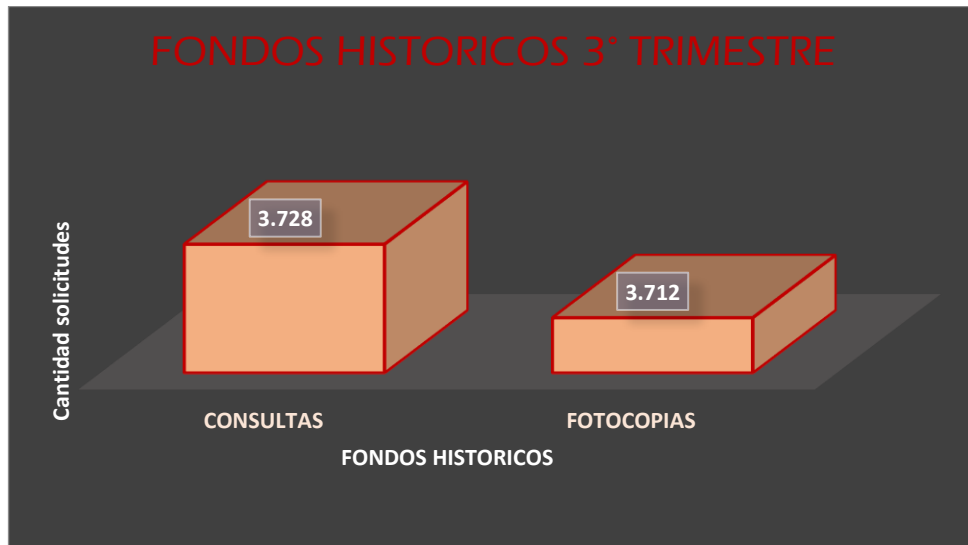 FONDOS HISTORICOS 3° TRIMESTRE
3.728
3.712
Cantidad solicitudes
CONSULTAS
FOTOCOPIAS
FONDOS HISTORICOS